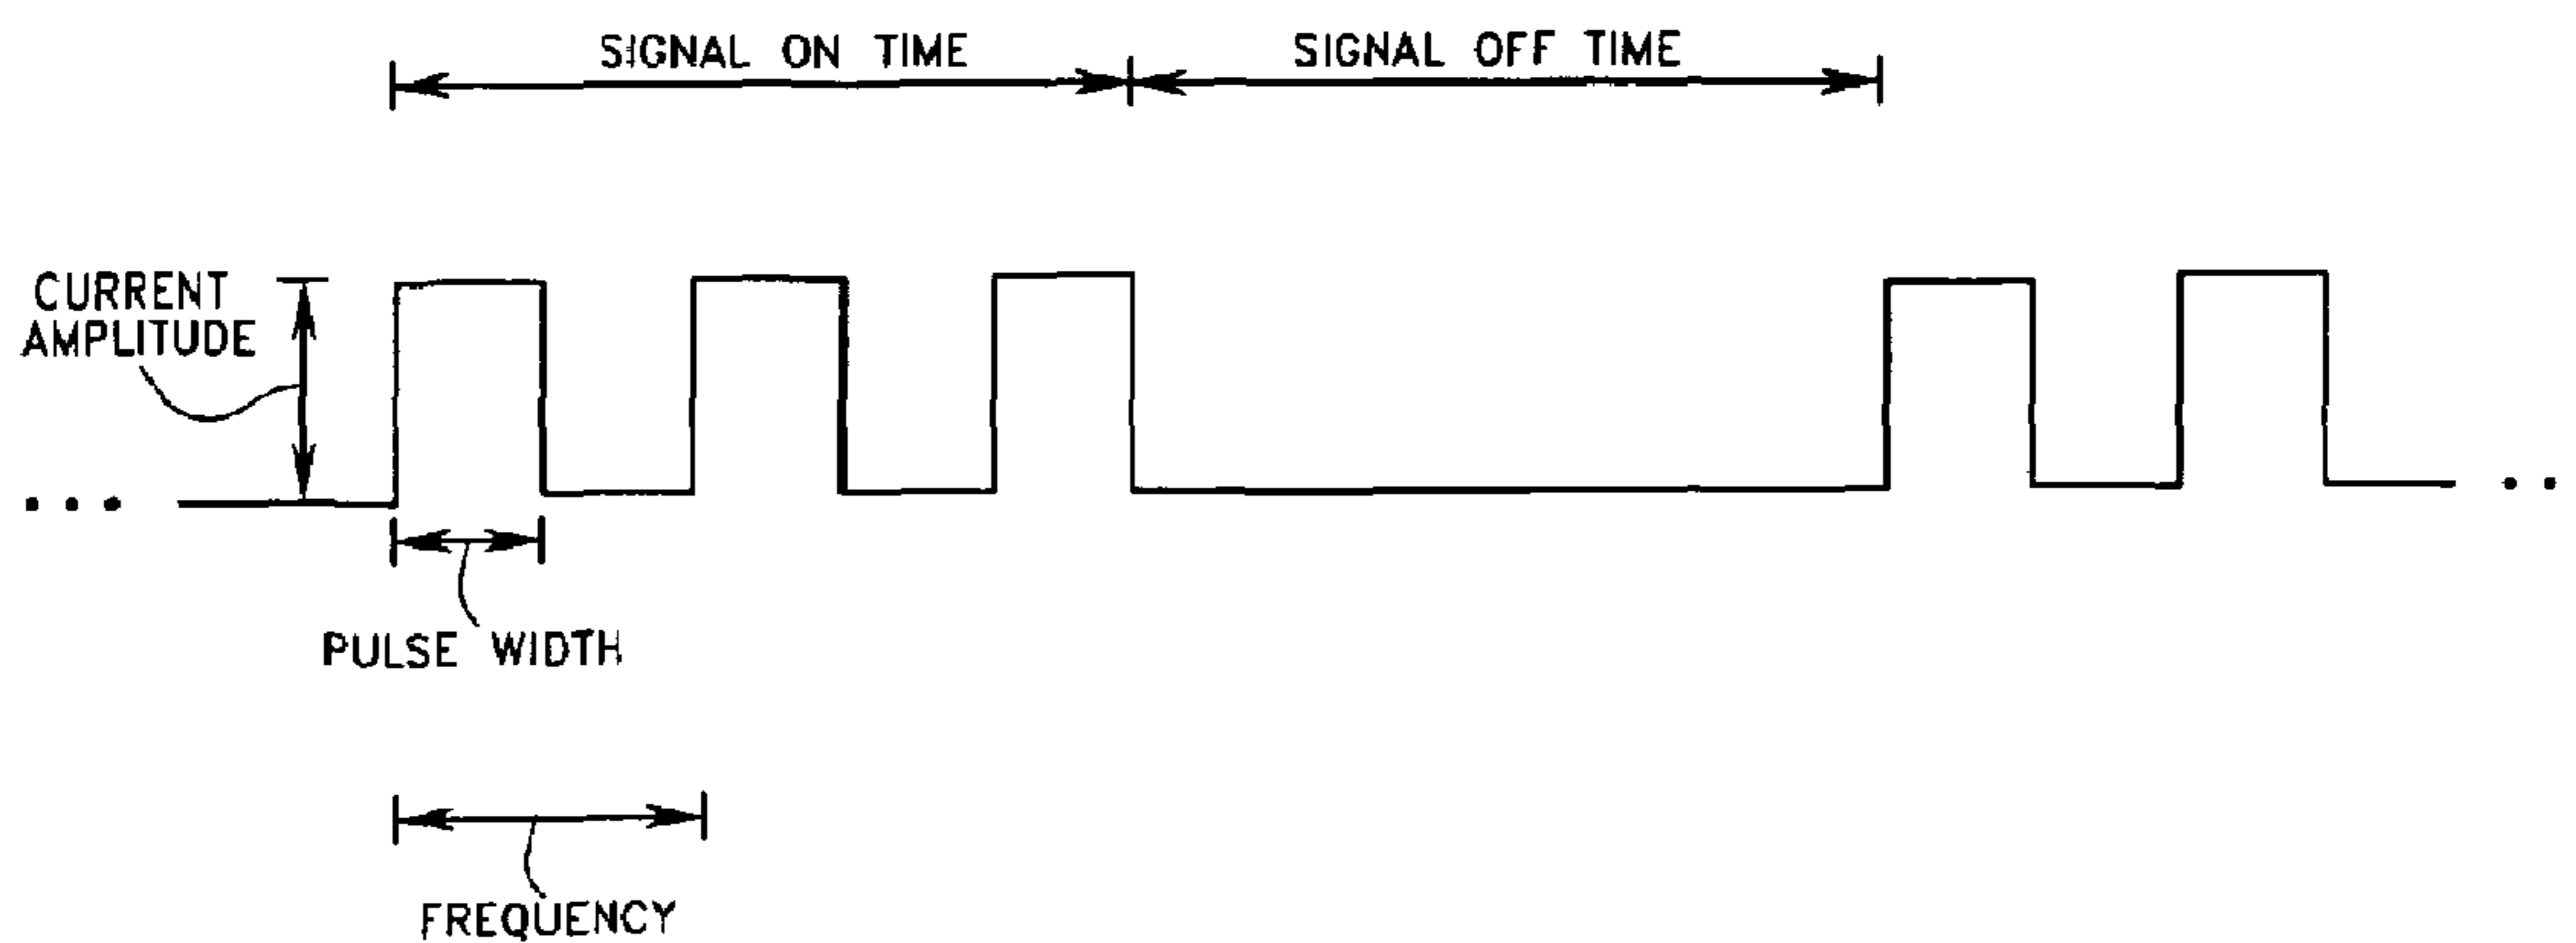 SIGNAL ON TIME
SIGNAL OFF TIME
CURRENT
AMPLITUDE
PULSE WIDTH
FREQUENCY